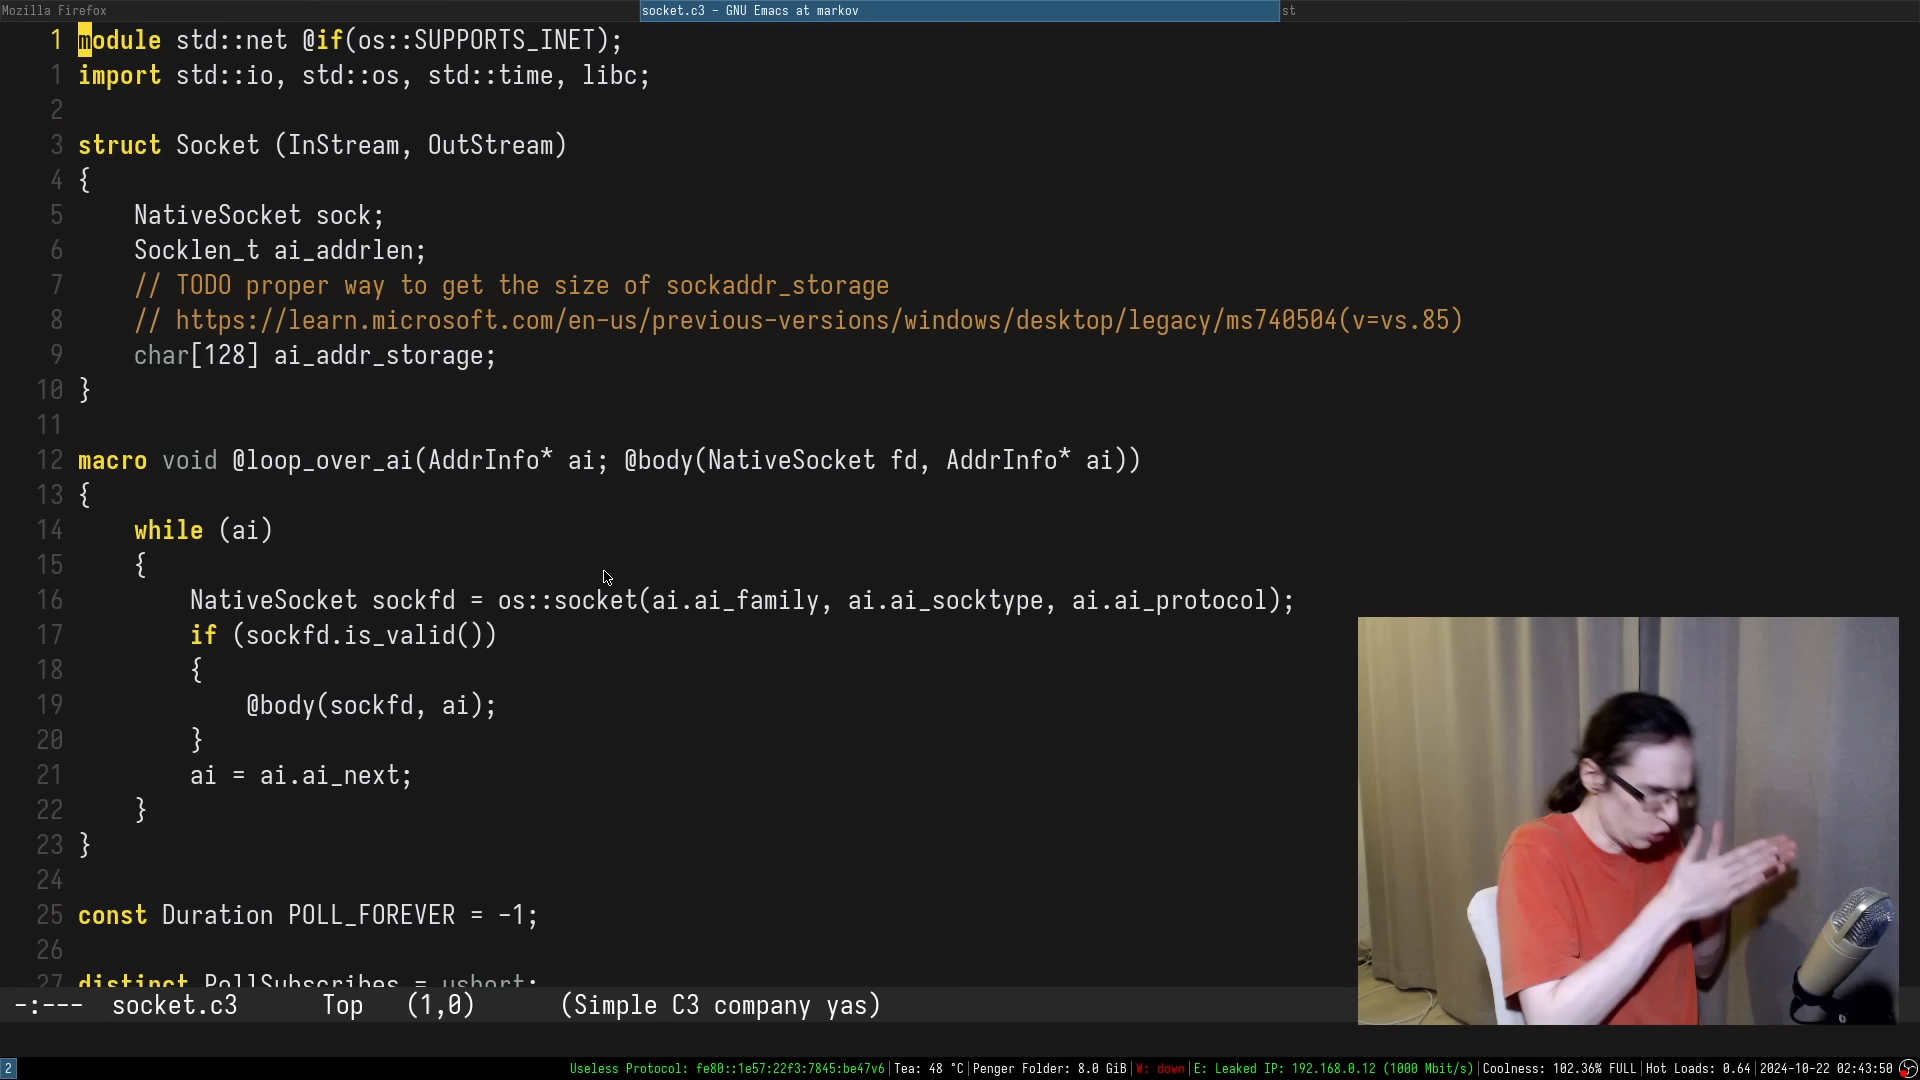 Mozilla Firefox
socket.c3 - GNU Emacs at markov
st
1 module std::net @if(os::SUPPORTS_INET);
1 import std::io, std::os, std::time, libc;
2
3 struct Socket (InStream, OutStream)
4 {
5 NativeSocket sock;
6 Socklen_t ai_addrlen;
7 // TODO proper way to get the size of sockaddr_storage
8 // https://learn.microsoft.com/en-us/previous-versions/windows/desktop/legacy/ms740504(v=vs.85)
9 char[128] ai_addr_storage;
10 }
11
12 macro void @loop_over_ai(AddrInfo* ai; @body(NativeSocket fd, AddrInfo* ai))
13 {
14 while (ai)
15 {
16 NativeSocket sockfd = os::socket(ai.ai_family, ai.ai_socktype, ai.ai_protocol);
17 if (sockfd.is_valid())
18 {
19 @body(sockfd, ai);
20 }
21 ai = ai.ai_next;
22 }
23 }
24
25 const Duration POLL_FOREVER = -1;
26
27 distinct PollSubscribes = ushort;
-:--- socket.c3 Top (1,0) (Simple C3 company yas)
2
Useless Protocol: fe80::1e57:22f3:7845:be47v6|Tea: 48 °C|Penger Folder: 8.0 GiB|W: down|E: Leaked IP: 192.168.0.12 (1000 Mbit/s)|Coolness: 102.36% FULL|Hot Loads: 0.64|2024-10-22 02:43:50